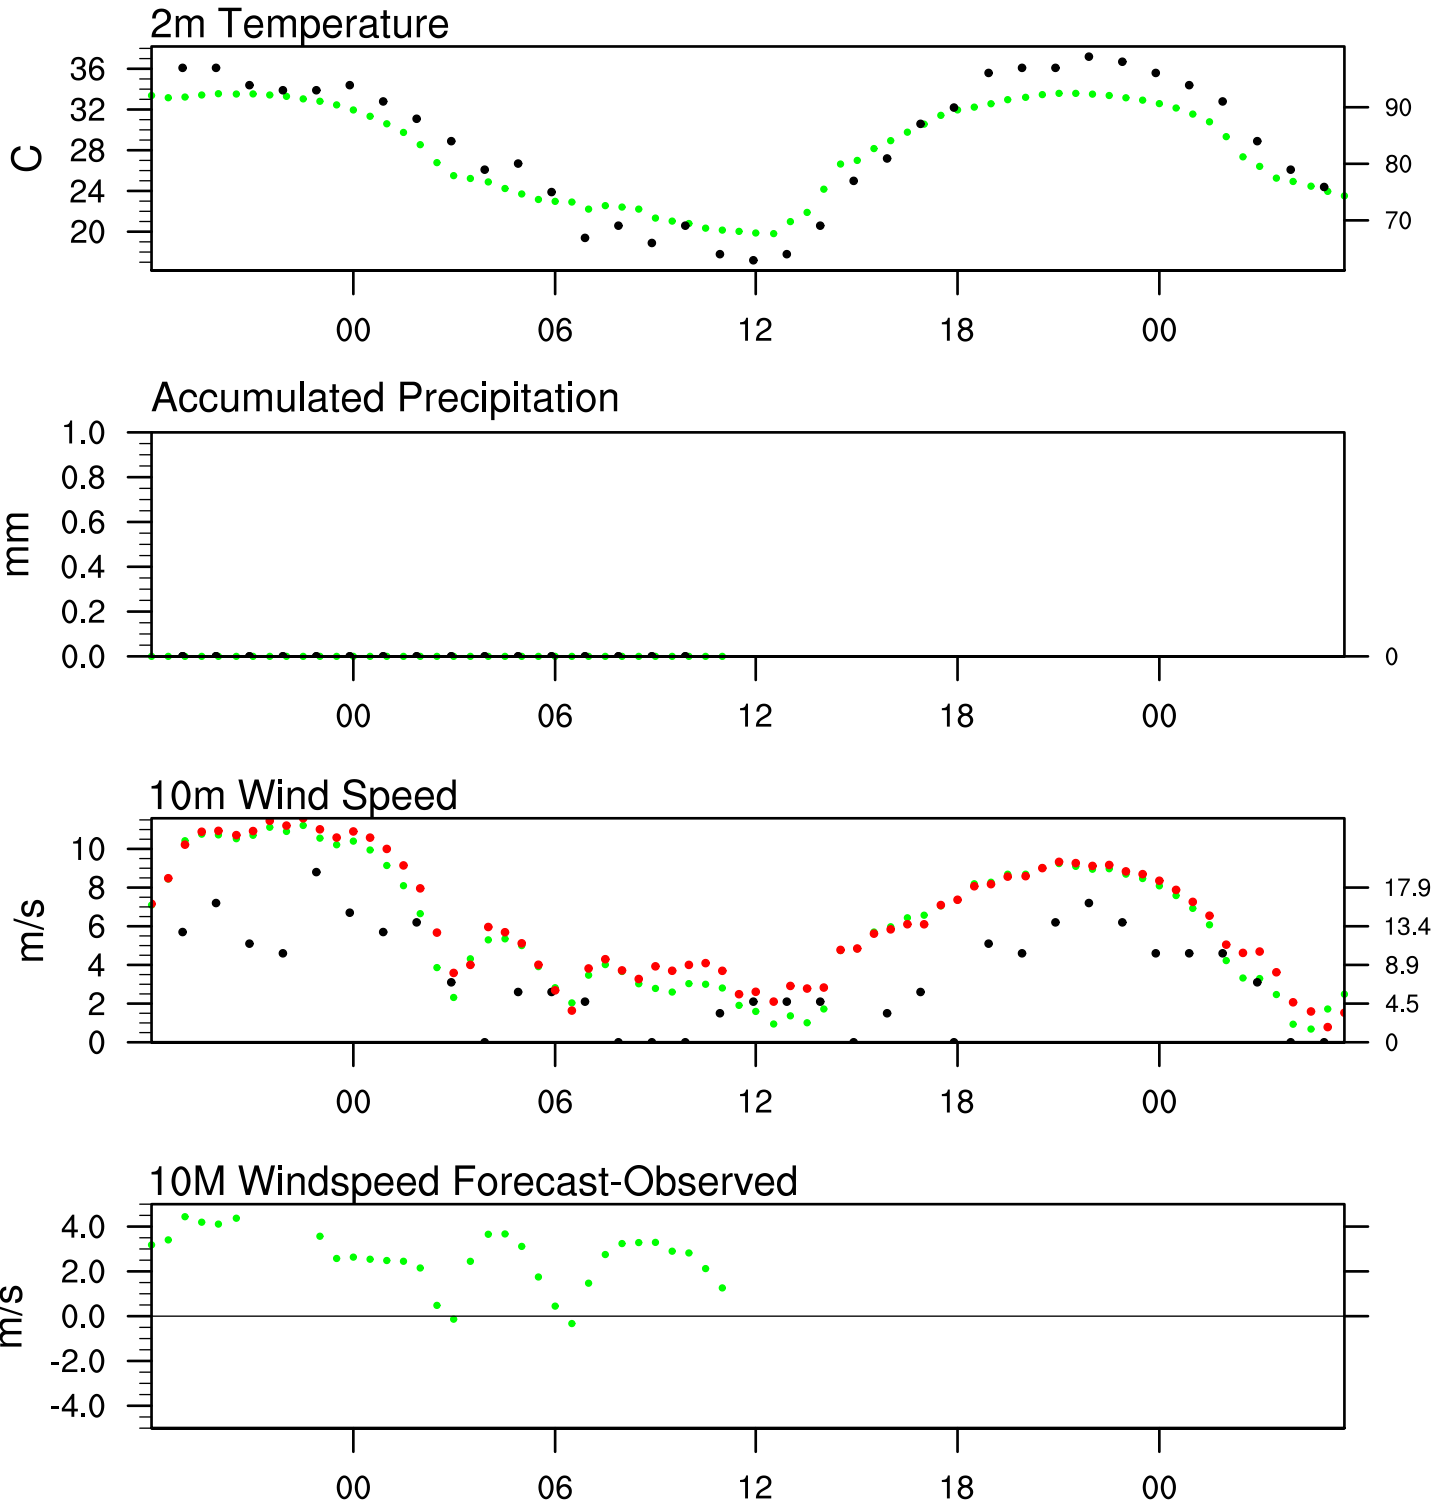 2m Temperature
36
32
28
24
20
C
90
80
70
00 06 12 18 00
Accumulated Precipitation
1.0
0.8
0.6
0.4
0.2
0.0
mm
0
00 06 12 18 00
10m Wind Speed
10
8
6
4
2
0
m/s
17.9
13.4
8.9
4.5
0
00 06 12 18 00
10M Windspeed Forecast-Observed
4.0
2.0
0.0
-2.0
-4.0
m/s
00 06 12 18 00